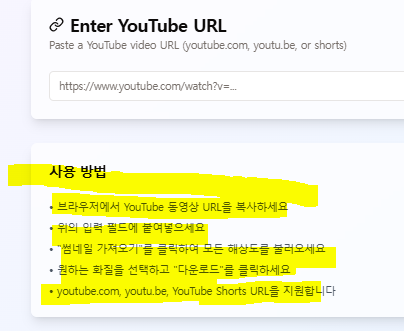 Enter YouTube URL
Paste a YouTube video URL (youtube.com, youtu.be, or shorts)
https://www.youtube.com/watch?v=...
사용 방법
• 브라우저에서 YouTube 동영상 URL을 복사하세요
• 위의 입력 필드에 붙여넣으세요
• "썸네일 가져오기"를 클릭하여 모든 해상도를 불러오세요
• 원하는 화질을 선택하고 "다운로드"를 클릭하세요
• youtube.com, youtu.be, YouTube Shorts URL을 지원합니다